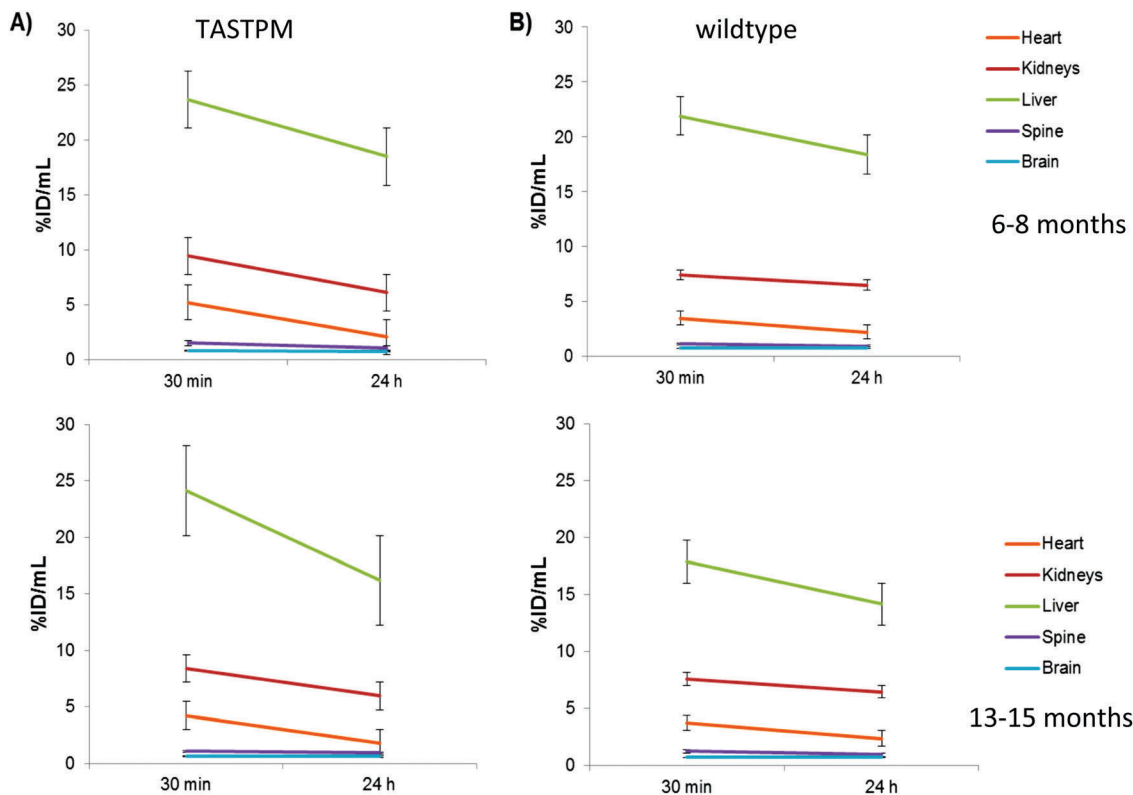 A) TASTPM
B) wildtype
30
25
20
15
10
5
0
%ID/mL
30 min 24 h
30
25
20
15
10
5
0
%ID/mL
30 min 24 h
Heart
Kidneys
Liver
Spine
Brain
6-8 months
30
25
20
15
10
5
0
%ID/mL
30 min 24 h
30
25
20
15
10
5
0
%ID/mL
30 min 24 h
Heart
Kidneys
Liver
Spine
Brain
13-15 months